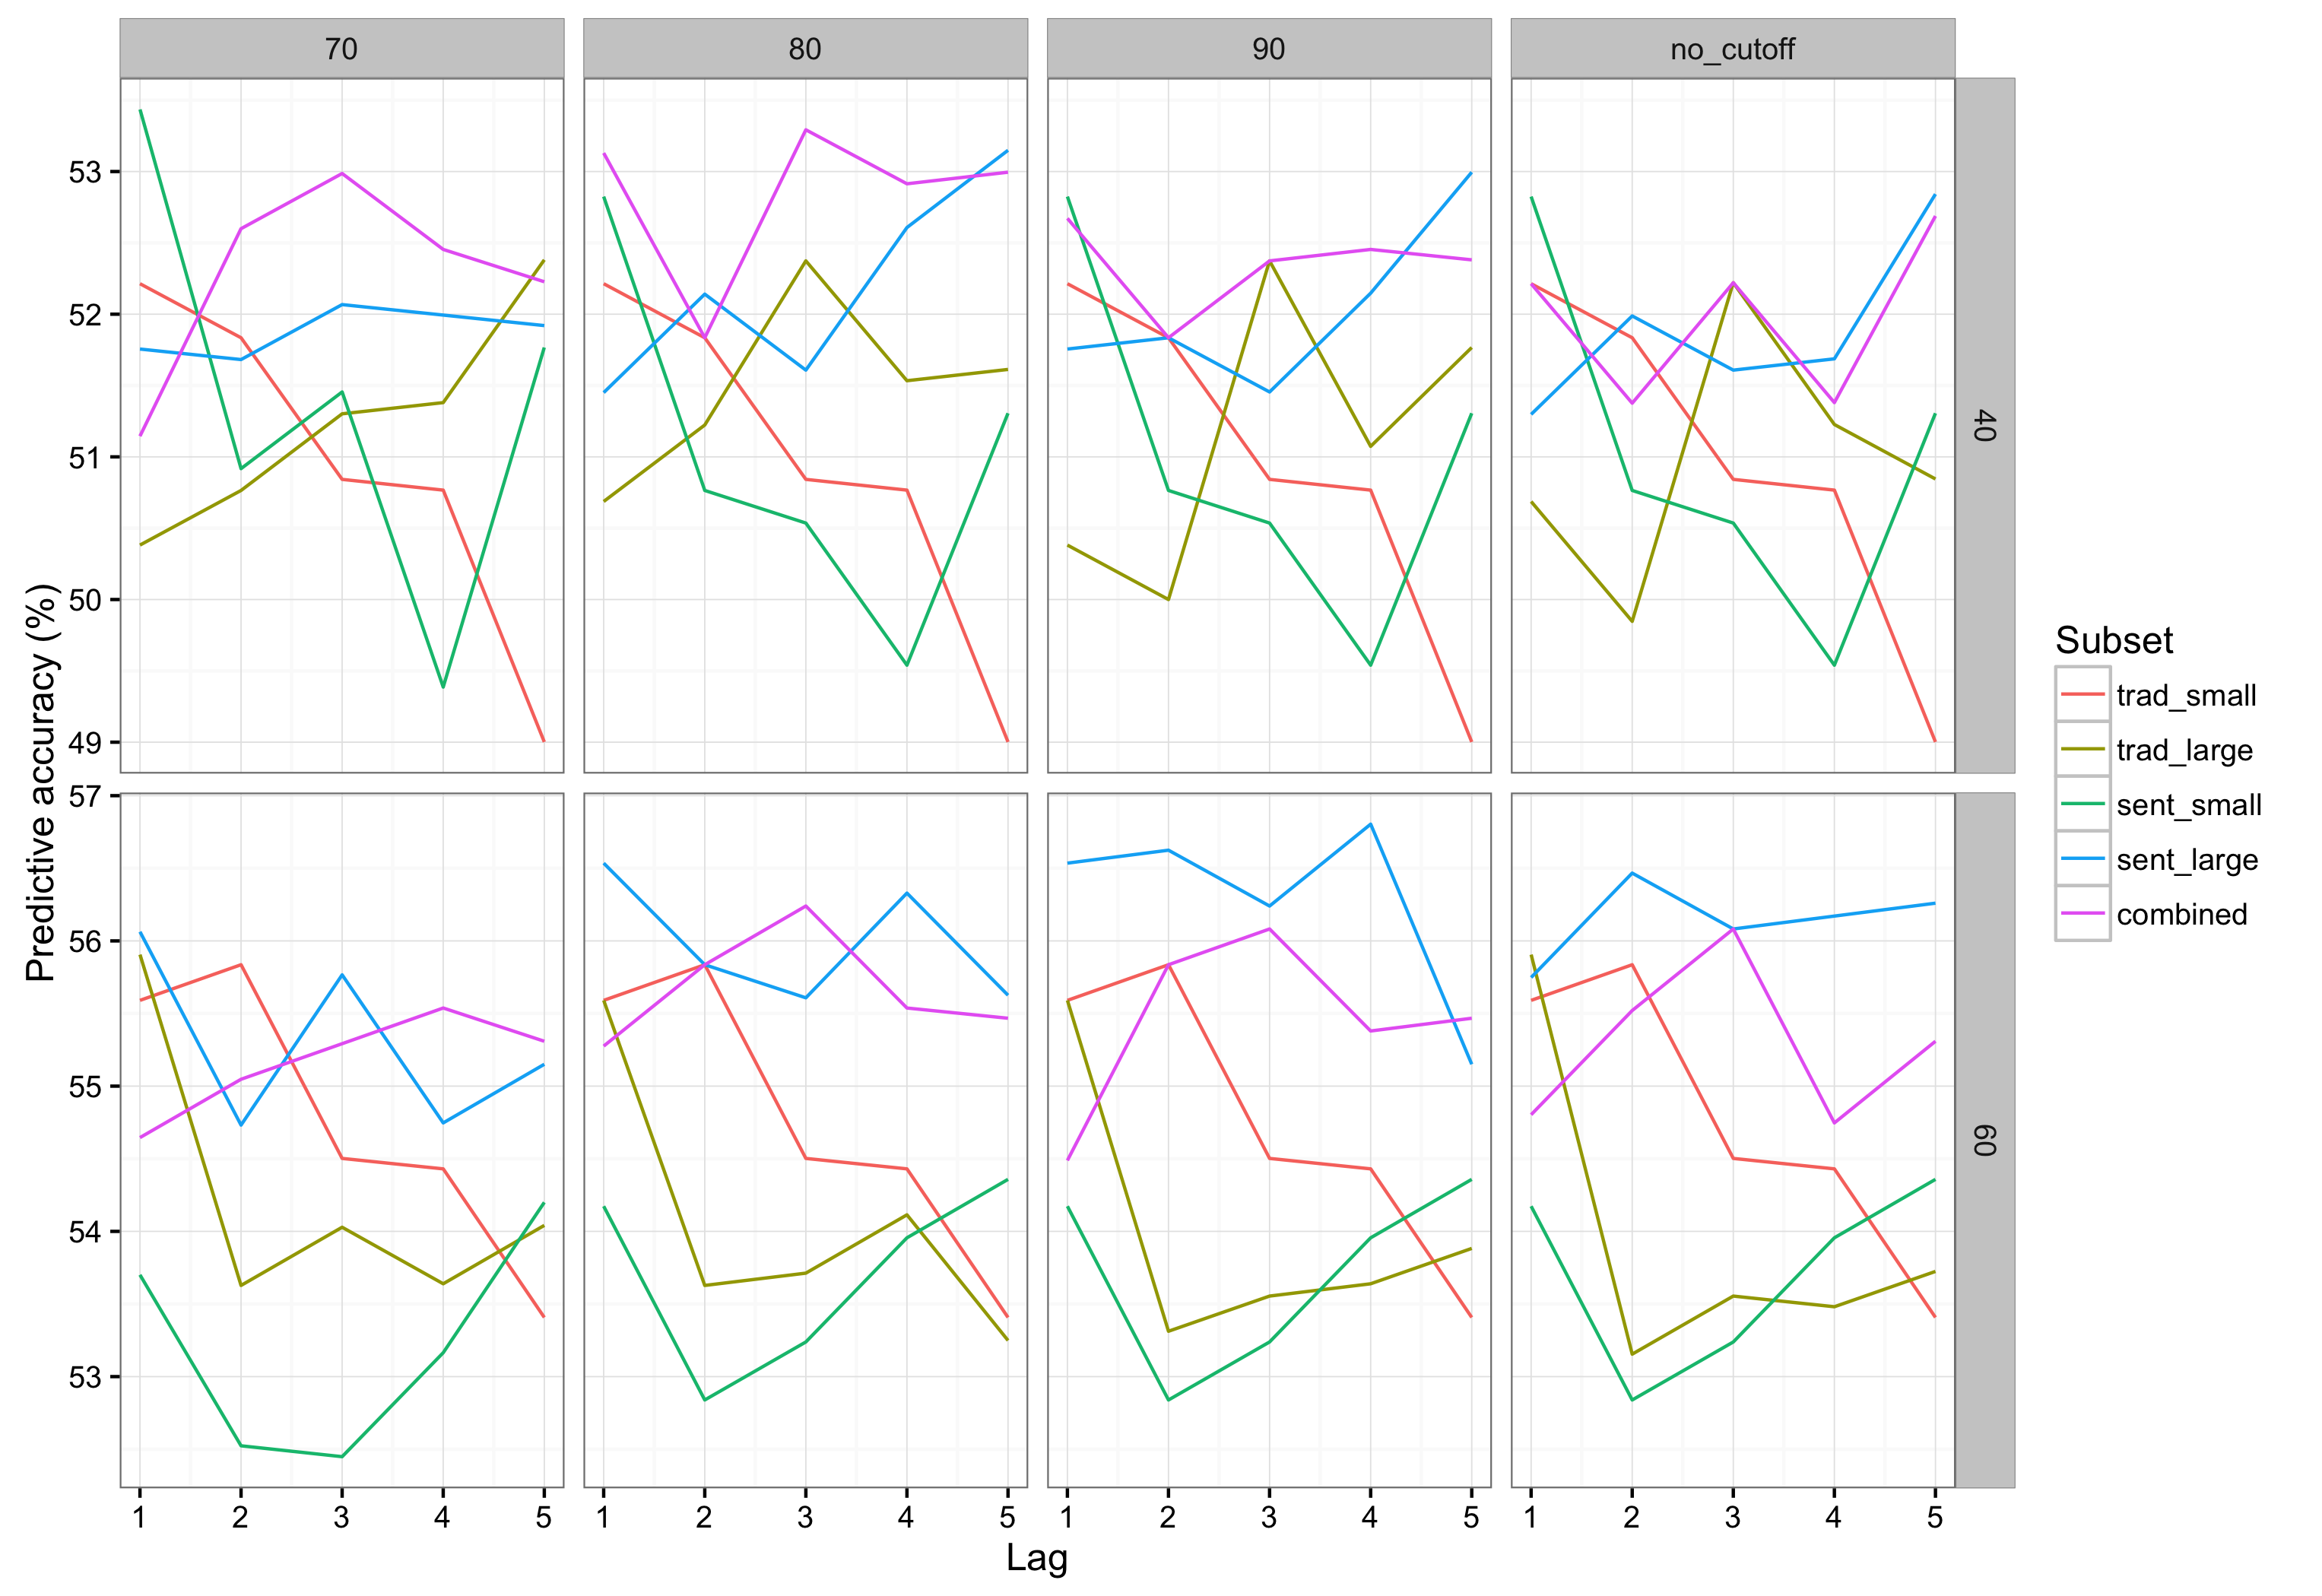 70 80 90 no_cutoff
53
52
51
50
49
40
57
56
55
54
53
60
Predictive accuracy (%)
1 2 3 4 5 1 2 3 4 5 1 2 3 4 5 1 2 3 4 5
Lag
Subset
trad_small
trad_large
sent_small
sent_large
combined